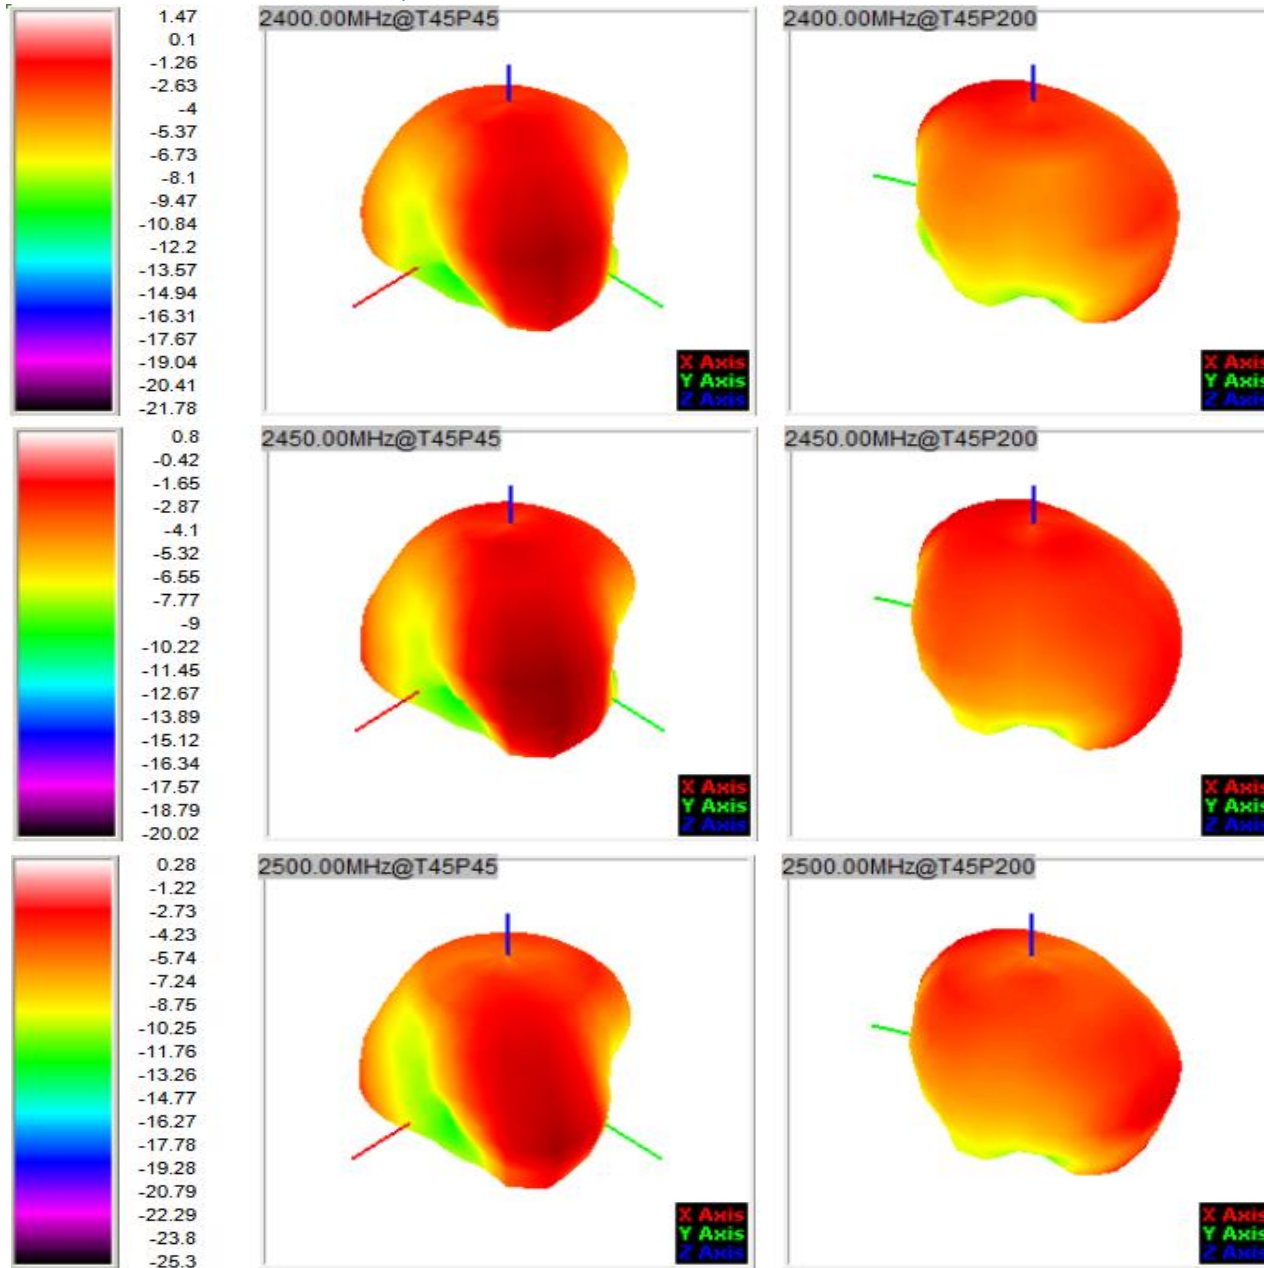 2400.00MHz@T45P45
2400.00MHz@T45P200
1.47
0.1
-1.26
-2.63
-4
-5.37
-6.73
-8.1
-9.47
-10.84
-12.2
-13.57
-14.94
-16.31
-17.67
-19.04
-20.41
-21.78
X Axis
Y Axis
Z Axis
X Axis
Y Axis
Z Axis
2450.00MHz@T45P45
2450.00MHz@T45P200
0.8
-0.42
-1.65
-2.87
-4.1
-5.32
-6.55
-7.77
-9
-10.22
-11.45
-12.67
-13.89
-15.12
-16.34
-17.57
-18.79
-20.02
X Axis
Y Axis
Z Axis
X Axis
Y Axis
Z Axis
2500.00MHz@T45P45
2500.00MHz@T45P200
0.28
-1.22
-2.73
-4.23
-5.74
-7.24
-8.75
-10.25
-11.76
-13.26
-14.77
-16.27
-17.78
-19.28
-20.79
-22.29
-23.8
-25.3
X Axis
Y Axis
Z Axis
X Axis
Y Axis
Z Axis